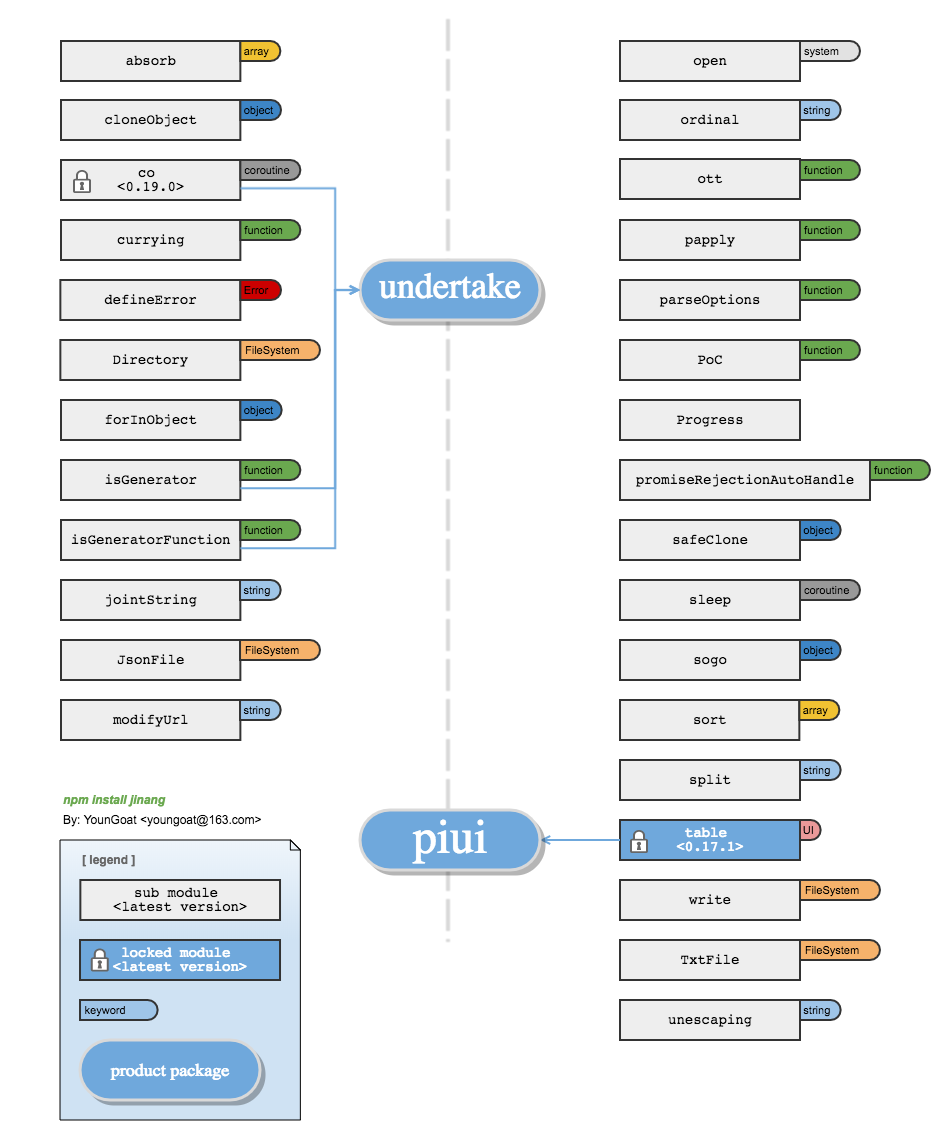 absorb
array
cloneObject
object
co
<0.19.0>
coroutine
currying
function
defineError
Error
Directory
FileSystem
forInObject
object
isGenerator
function
isGeneratorFunction
function
jointString
string
JsonFile
FileSystem
modifyUrl
string
undertake
piui
open
system
ordinal
string
ott
function
papply
function
parseOptions
function
PoC
function
Progress
promiseRejectionAutoHandle
function
safeClone
object
sleep
coroutine
sogo
object
sort
array
split
string
table
<0.17.1>
UI
write
FileSystem
TxtFile
FileSystem
unescaping
string
npm install jinang
By: YounGoat <youngoat@163.com>
[ legend ]
sub module
<latest version>
locked module
<latest version>
keyword
product package